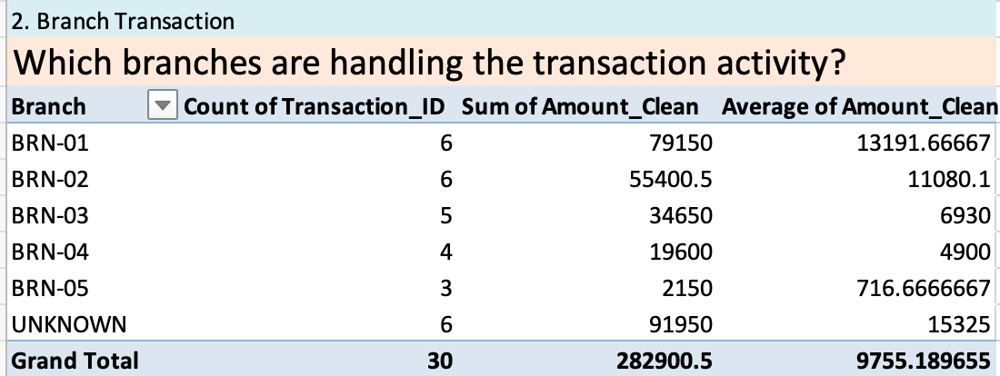 2. Branch Transaction
Which branches are handling the transaction activity?
Branch Count of Transaction_ID Sum of Amount_Clean Average of Amount_Clean
BRN-01 6 79150 13191.66667
BRN-02 6 55400.5 11080.1
BRN-03 5 34650 6930
BRN-04 4 19600 4900
BRN-05 3 2150 716.6666667
UNKNOWN 6 91950 15325
Grand Total 30 282900.5 9755.189655